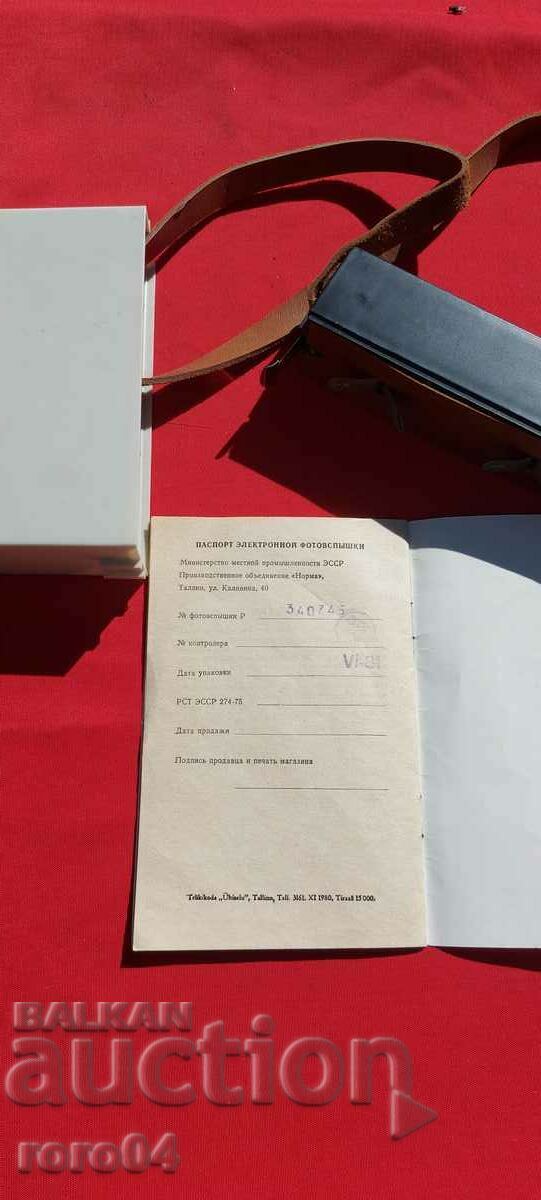 ПАСПОРТ ЭЛЕКТРОННОЙ ФОТОВСПЫШКИ
Министерство местной промышленности ЭССР
Производственное объединение «Норма»,
Таллин, ул. Калинина, 40
№ фотовспышки Р 340745
№ контролера
Дата упаковки VI-81
РСТ ЭССР 274-75
Дата продажи
Подпись продавца и печать магазина
Trükikoda „Ühiselu", Tallinn, Tell. 361. XI 1980. Tiraaž 15 000.
BALKAN
auction
roro04